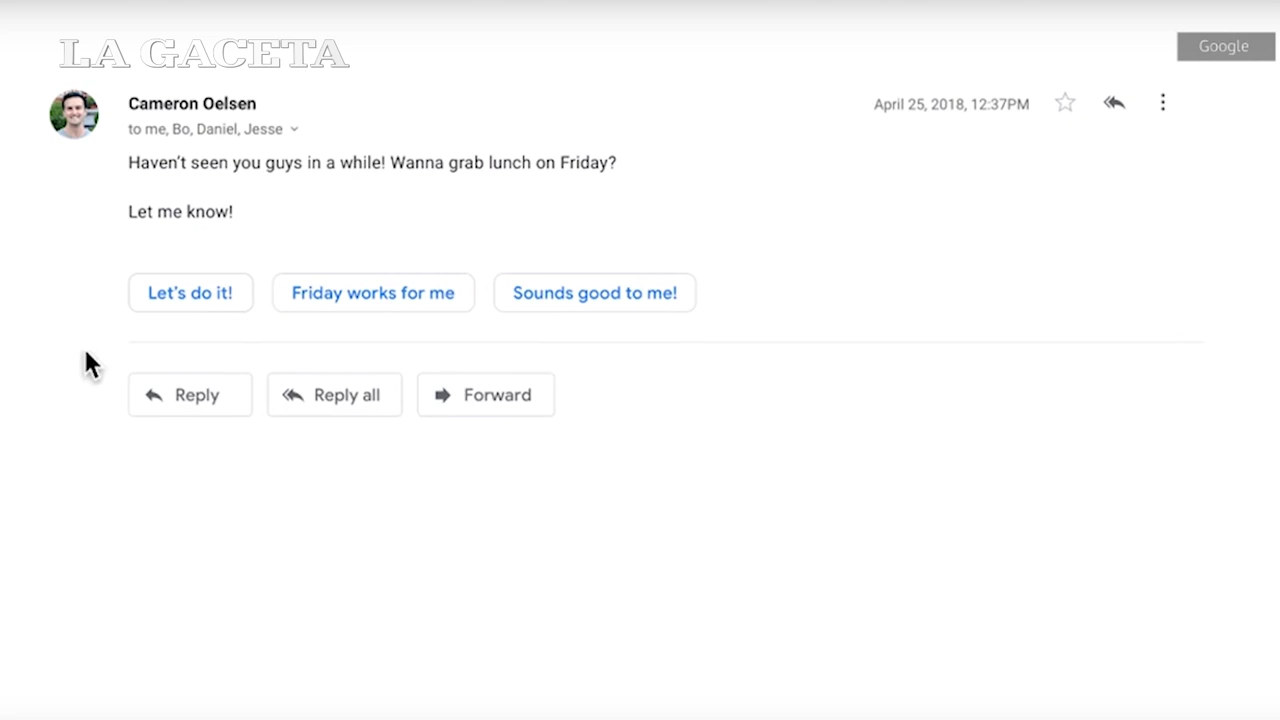 LA GACETA
Google
Cameron Oelsen
April 25, 2018, 12:37PM
to me, Bo, Daniel, Jesse
Haven't seen you guys in a while! Wanna grab lunch on Friday?
Let me know!
Let's do it!
Friday works for me
Sounds good to me!
Reply
Reply all
Forward